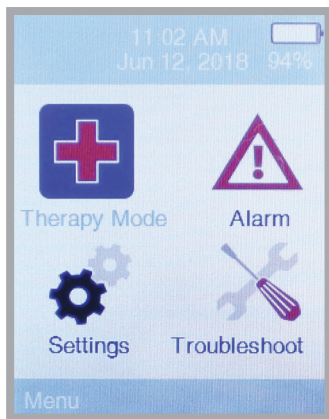 11:02 AM
Jun 12, 2018 94%
Therapy Mode
Alarm
Settings
Troubleshoot
Menu